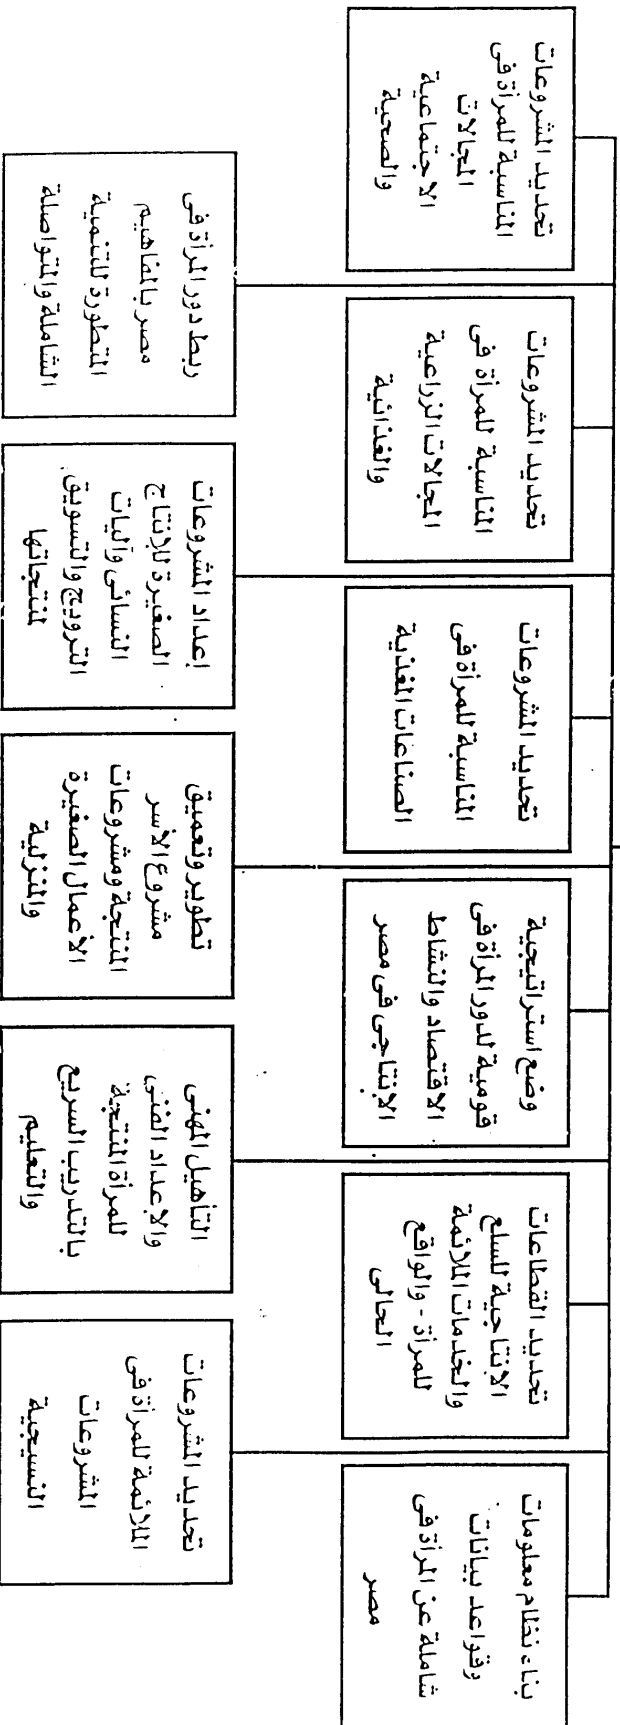 بناء نظام معلومات
وقواعد بيانات
شاملة عن المرأة فى
مصر
تحديد القطاعات
الانتاجية للسلع
والخدمات الملائمة
للمرأة - والواقع
الحالى
وضع استراتيجية
قومية لدور المرأة فى
الاقتصاد والنشاط
الإنتاجى فى مصر
تحديد المشروعات
المناسبة للمرأة فى
الصناعات المغذية
تحديد المشروعات
المناسبة للمرأة فى
المجالات الزراعية
والغذائية
تحديد المشروعات
المناسبة للمرأة فى
المجالات
الاجتماعية
والصحية
تحديد المشروعات
الملائمة للمرأة فى
المشروعات
النسيجية
التأهيل المهنى
والإعداد الفنى
للمرأة المنتجة
بالتدريب السريع
والتعليم
تطوير وتعميق
مشروع الأسر
المنتجة ومشروعات
الأعمال الصغيرة
والمنزلية
إعداد المشروعات
الصغيرة للإنتاج
النسائى وآليات
الترويج والتسويق
لمنتجاتها
ربط دور المرأة فى
مصر بالمفاهيم
المتطورة للتنمية
الشاملة والمتواصلة